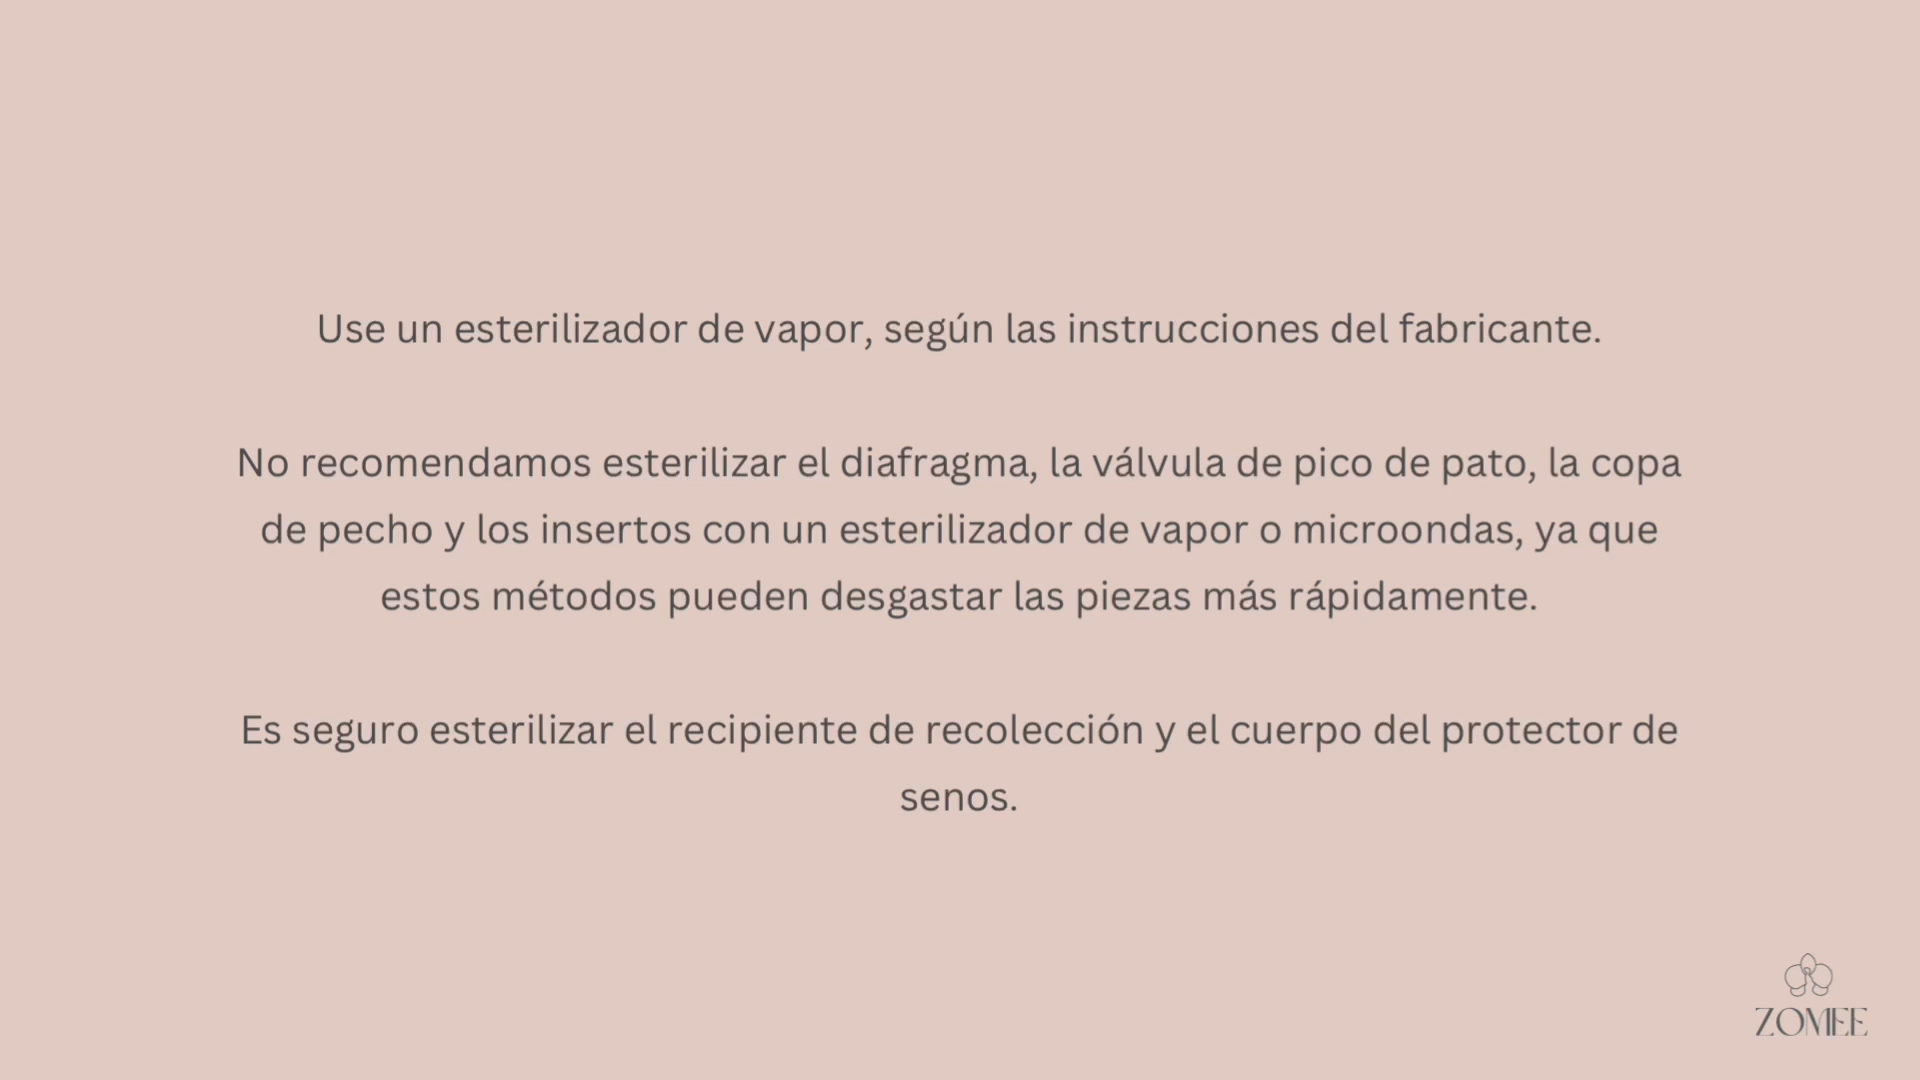 Use un esterilizador de vapor, según las instrucciones del fabricante.
No recomendamos esterilizar el diafragma, la válvula de pico de pato, la copa
de pecho y los insertos con un esterilizador de vapor o microondas, ya que
estos métodos pueden desgastar las piezas más rápidamente.
Es seguro esterilizar el recipiente de recolección y el cuerpo del protector de
senos.
ZOMEE